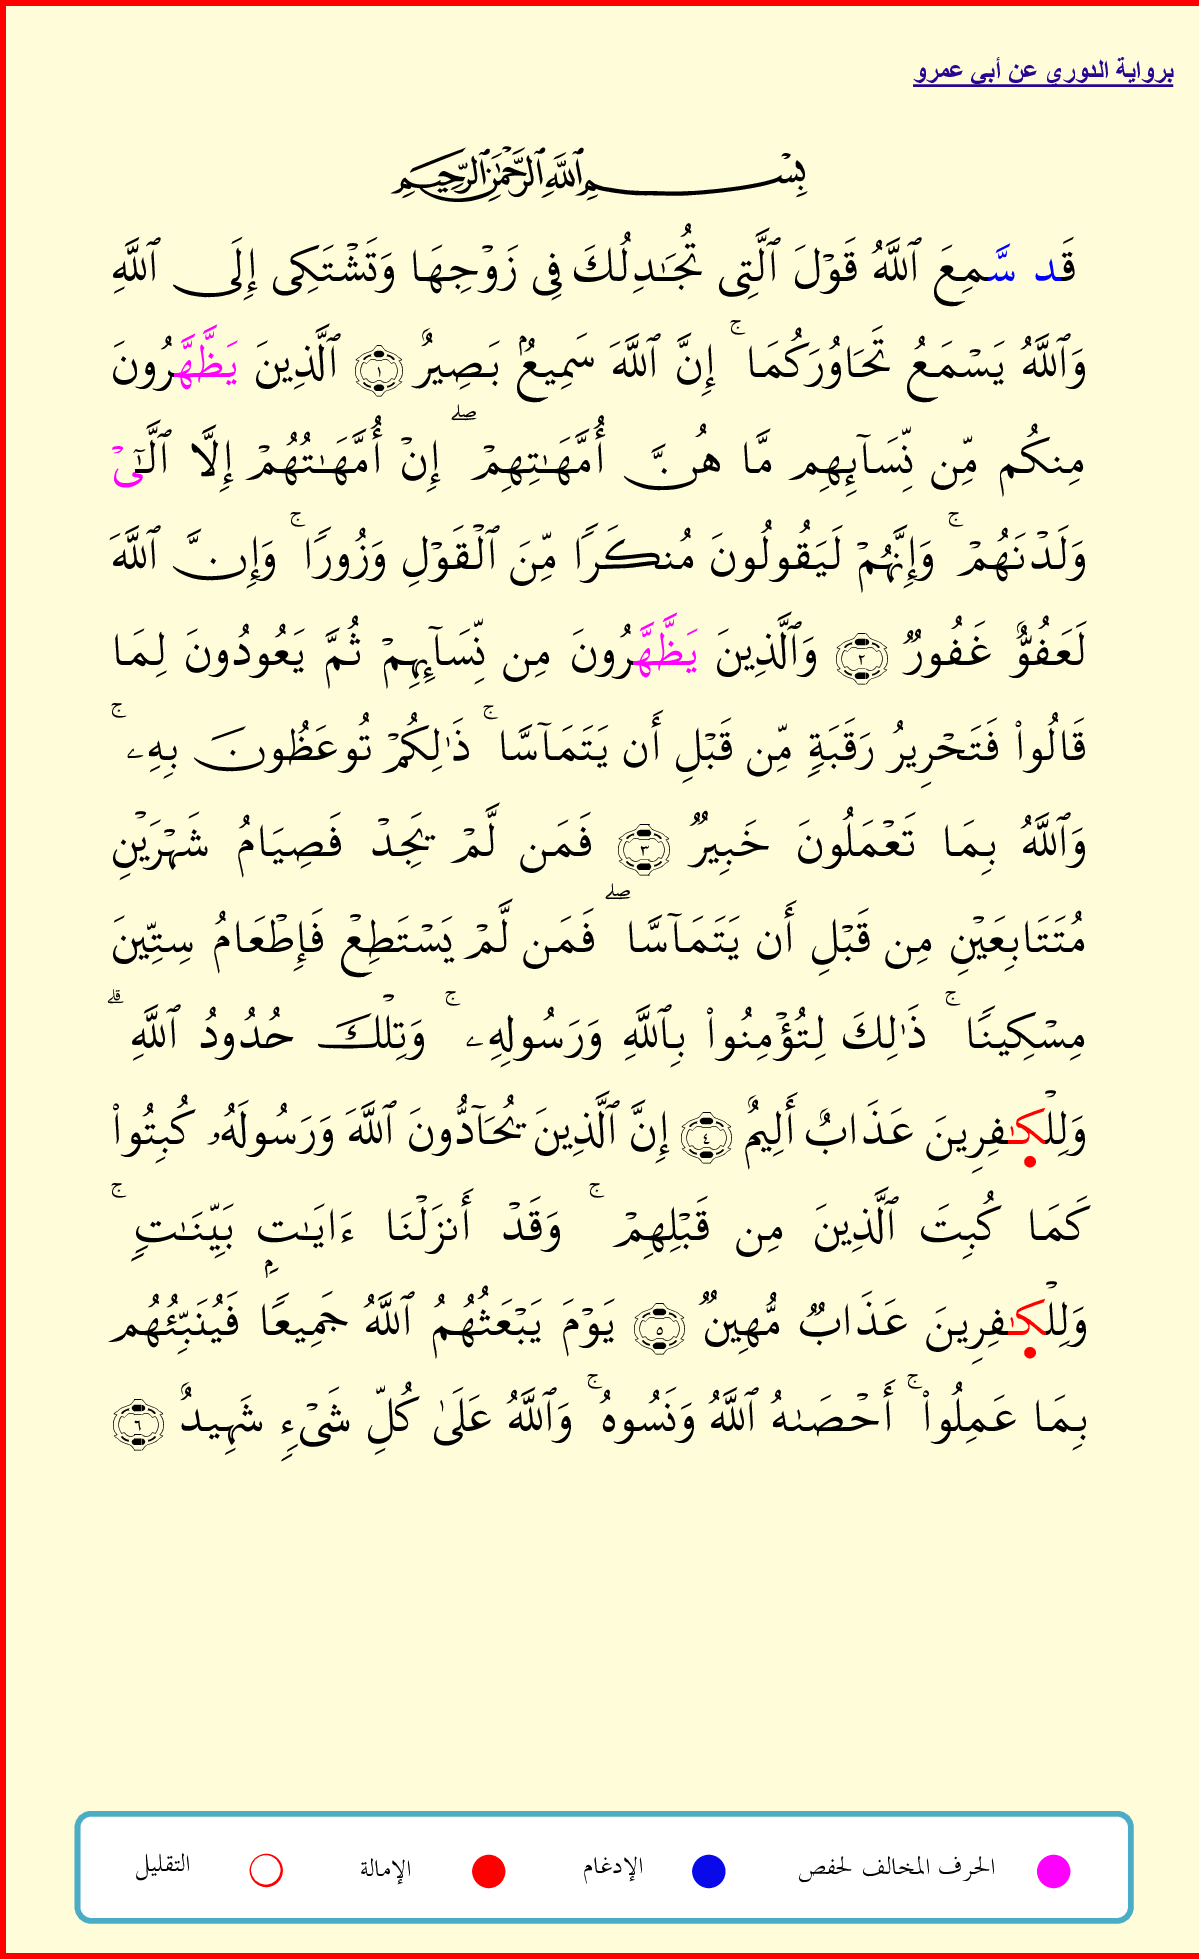 برواية الدوري عن أبي عمرو
بِسْمِ ٱللَّهِ ٱلرَّحْمَٰنِ ٱلرَّحِيمِ
قَد سَّمِعَ ٱللَّهُ قَوْلَ ٱلَّتِى تُجَٰدِلُكَ فِى زَوْجِهَا وَتَشْتَكِى إِلَى ٱللَّهِ
وَٱللَّهُ يَسْمَعُ تَحَاوُرَكُمَا ۚ إِنَّ ٱللَّهَ سَمِيعٌۢ بَصِيرٌ ١ ٱلَّذِينَ يَظَّهَّرُونَ
مِنكُم مِّن نِّسَآئِهِم مَّا هُنَّ أُمَّهَٰتِهِمْ ۖ إِنْ أُمَّهَٰتُهُمْ إِلَّا ٱلَّٰٓىْ
وَلَدْنَهُمْ ۚ وَإِنَّهُمْ لَيَقُولُونَ مُنكَرًا مِّنَ ٱلْقَوْلِ وَزُورًا ۚ وَإِنَّ ٱللَّهَ
لَعَفُوٌّ غَفُورٌ ٢ وَٱلَّذِينَ يَظَّهَّرُونَ مِن نِّسَآئِهِمْ ثُمَّ يَعُودُونَ لِمَا
قَالُوا۟ فَتَحْرِيرُ رَقَبَةٍ مِّن قَبْلِ أَن يَتَمَآسَّا ۚ ذَٰلِكُمْ تُوعَظُونَ بِهِۦ ۚ
وَٱللَّهُ بِمَا تَعْمَلُونَ خَبِيرٌ ٣ فَمَن لَّمْ يَجِدْ فَصِيَامُ شَهْرَيْنِ
مُتَتَابِعَيْنِ مِن قَبْلِ أَن يَتَمَآسَّا ۖ فَمَن لَّمْ يَسْتَطِعْ فَإِطْعَامُ سِتِّينَ
مِسْكِينًا ۚ ذَٰلِكَ لِتُؤْمِنُوا۟ بِٱللَّهِ وَرَسُولِهِۦ ۚ وَتِلْكَ حُدُودُ ٱللَّهِ ۗ
وَلِلْكَٰفِرِينَ عَذَابٌ أَلِيمٌ ٤ إِنَّ ٱلَّذِينَ يُحَآدُّونَ ٱللَّهَ وَرَسُولَهُۥ كُبِتُوا۟
كَمَا كُبِتَ ٱلَّذِينَ مِن قَبْلِهِمْ ۚ وَقَدْ أَنزَلْنَا ءَايَٰتٍۭ بَيِّنَٰتٍ ۚ
وَلِلْكَٰفِرِينَ عَذَابٌ مُّهِينٌ ٥ يَوْمَ يَبْعَثُهُمُ ٱللَّهُ جَمِيعًا فَيُنَبِّئُهُم
بِمَا عَمِلُوا۟ ۚ أَحْصَىٰهُ ٱللَّهُ وَنَسُوهُ ۚ وَٱللَّهُ عَلَىٰ كُلِّ شَىْءٍ شَهِيدٌ ٦
الحرف المخالف لحفص الإدغام الإمالة التقليل